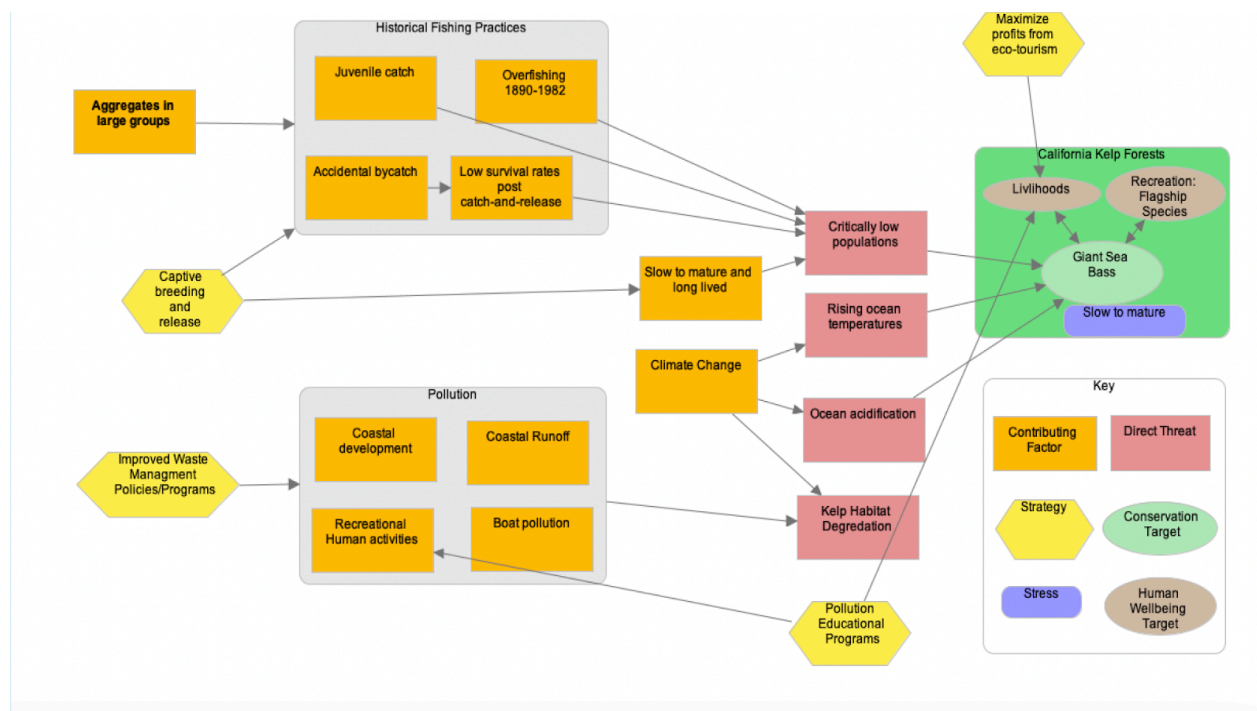 Historical Fishing Practices
Juvenile catch
Overfishing
1890-1982
Aggregates in
large groups
Accidental bycatch
Low survival rates
post
catch-and-release
Captive
breeding
and
release
Slow to mature and
long lived
Climate Change
Critically low
populations
Rising ocean
temperatures
Ocean acidification
Kelp Habitat
Degredation
Maximize
profits from
eco-tourism
California Kelp Forests
Livlihoods
Recreation:
Flagship
Species
Giant Sea
Bass
Slow to mature
Pollution
Coastal
development
Coastal Runoff
Recreational
Human activities
Boat pollution
Improved Waste
Managment
Policies/Programs
Pollution
Educational
Programs
Key
Contributing
Factor
Direct Threat
Strategy
Conservation
Target
Stress
Human
Wellbeing
Target